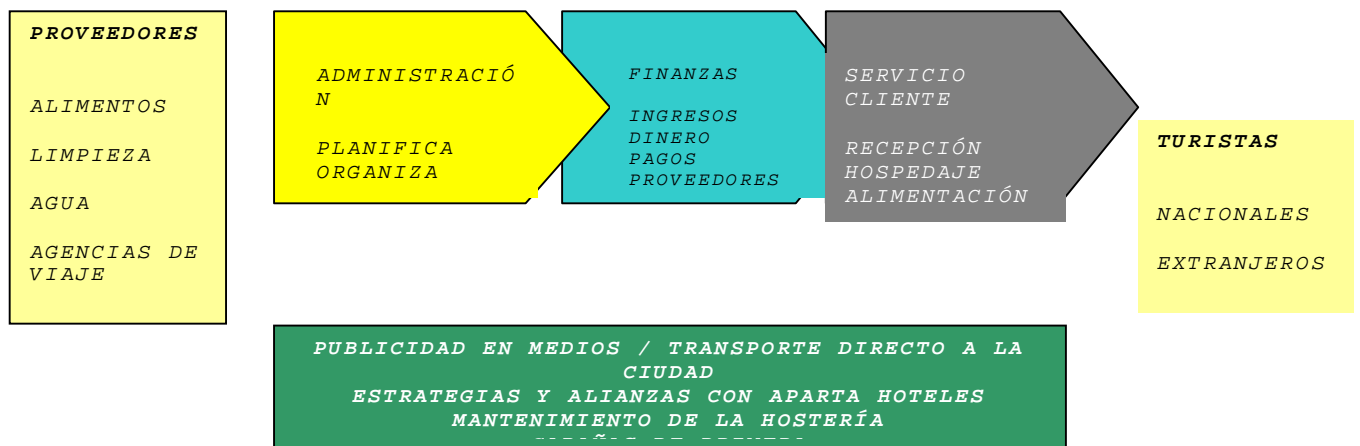 PROVEEDORES
ALIMENTOS
LIMPIEZA
AGUA
AGENCIAS DE
VIAJE
ADMINISTRACIÓ
N
PLANIFICA
ORGANIZA
FINANZAS
INGRESOS
DINERO
PAGOS
PROVEEDORES
SERVICIO
CLIENTE
RECEPCIÓN
HOSPEDAJE
ALIMENTACIÓN
TURISTAS
NACIONALES
EXTRANJEROS
PUBLICIDAD EN MEDIOS / TRANSPORTE DIRECTO A LA
CIUDAD
ESTRATEGIAS Y ALIANZAS CON APARTA HOTELES
MANTENIMIENTO DE LA HOSTERÍA